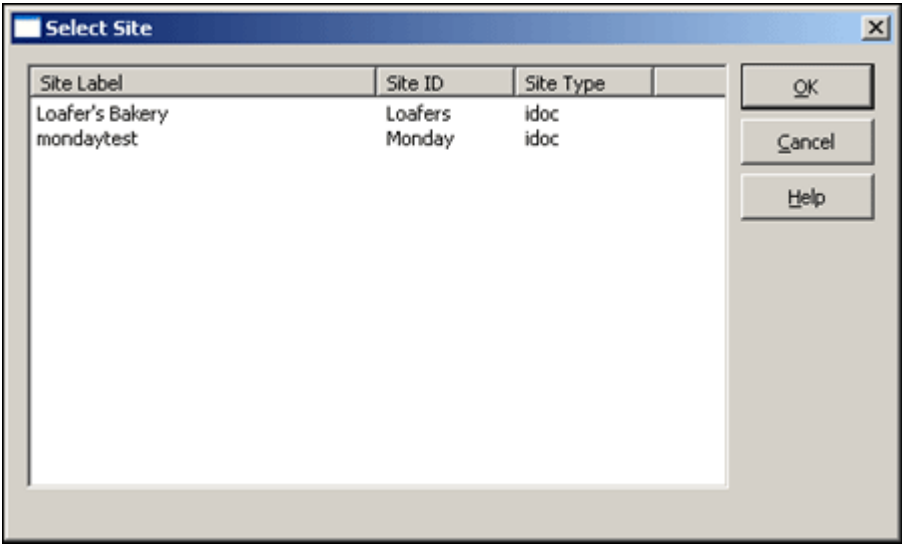 Select Site
Site Label Site ID Site Type
Loafer's Bakery Loafers idoc
mondaytest Monday idoc
OK
Cancel
Help